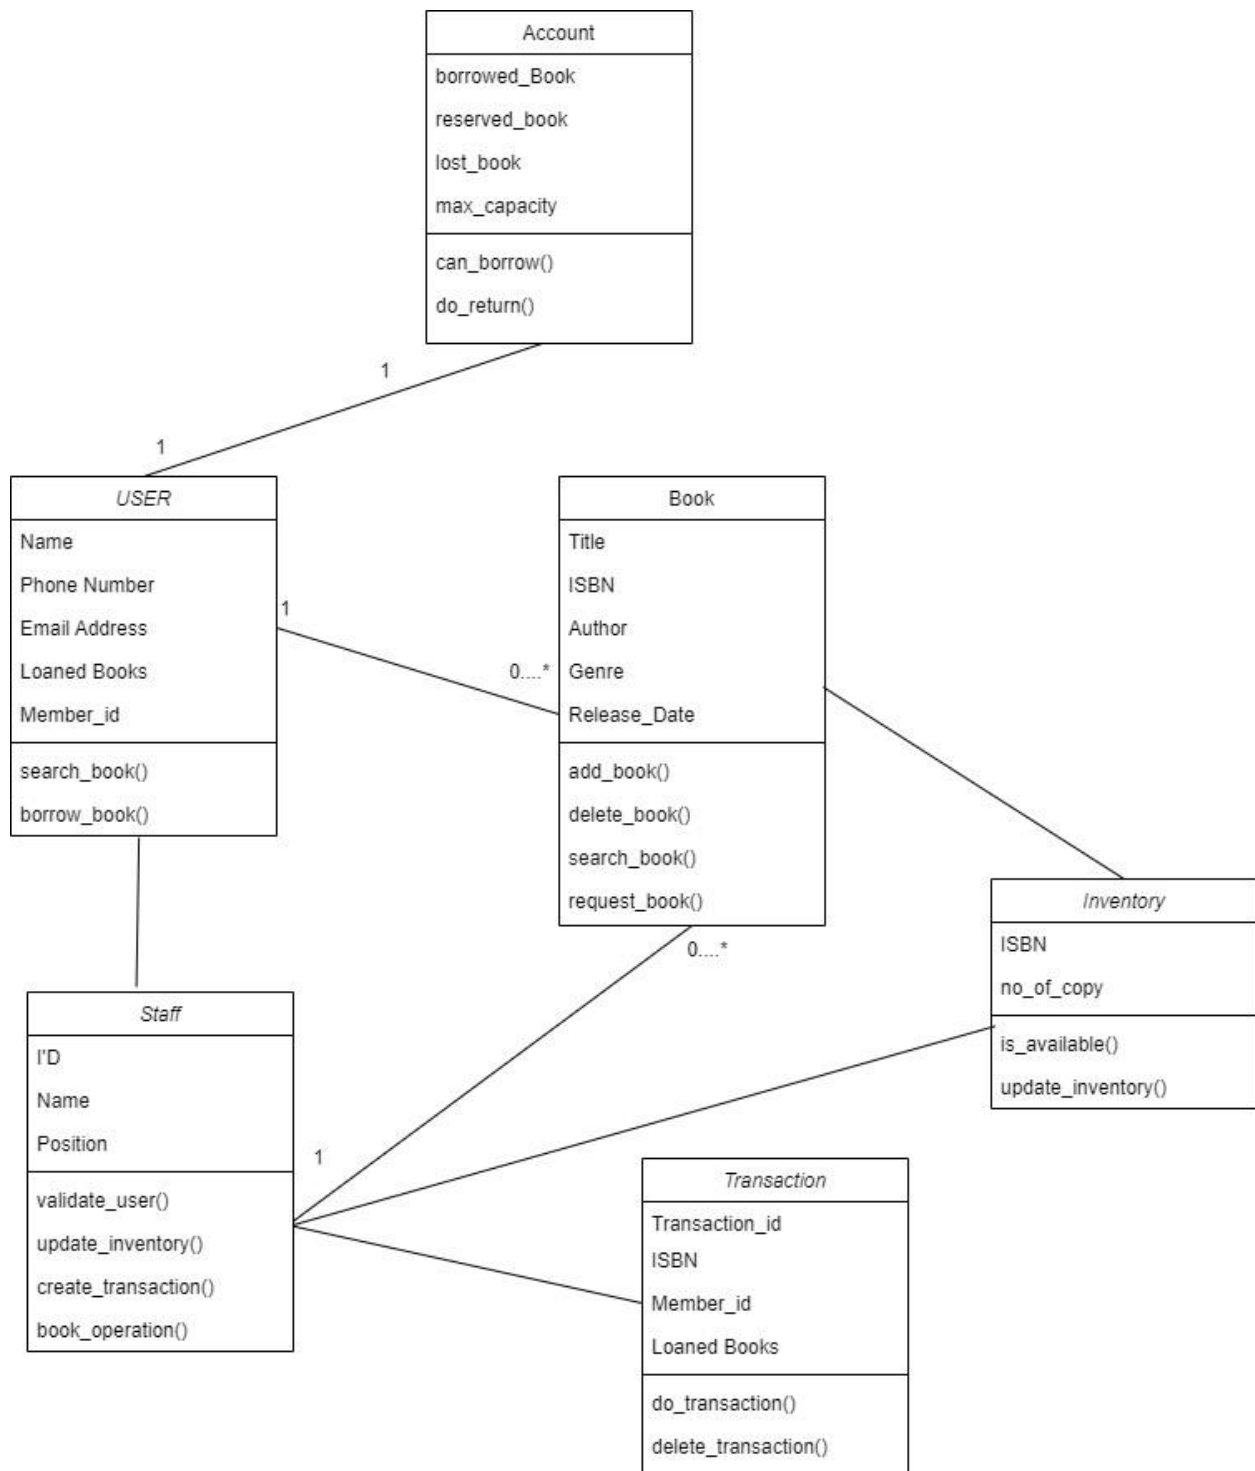 Account
borrowed_Book
reserved_book
lost_book
max_capacity
can_borrow()
do_return()
1
1
USER
Name
Phone Number
Email Address
Loaned Books
Member_id
search_book()
borrow_book()
1
0....*
Book
Title
ISBN
Author
Genre
Release_Date
add_book()
delete_book()
search_book()
request_book()
0....*
Inventory
ISBN
no_of_copy
is_available()
update_inventory()
Staff
I'D
Name
Position
validate_user()
update_inventory()
create_transaction()
book_operation()
1
Transaction
Transaction_id
ISBN
Member_id
Loaned Books
do_transaction()
delete_transaction()